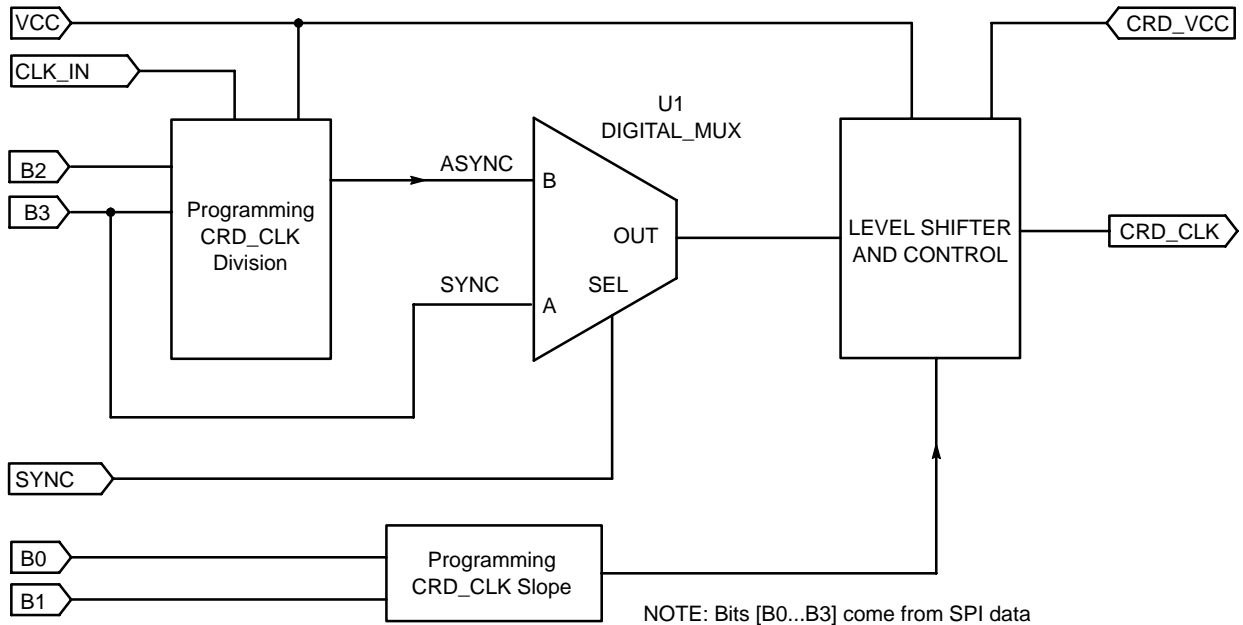 VCC
CRD_VCC
CLK_IN
U1
DIGITAL_MUX
B2
ASYNC
B
B3
Programming
CRD_CLK
Division
OUT
LEVEL SHIFTER
AND CONTROL
CRD_CLK
SYNC
A
SEL
SYNC
B0
Programming
CRD_CLK Slope
B1
NOTE: Bits [B0...B3] come from SPI data